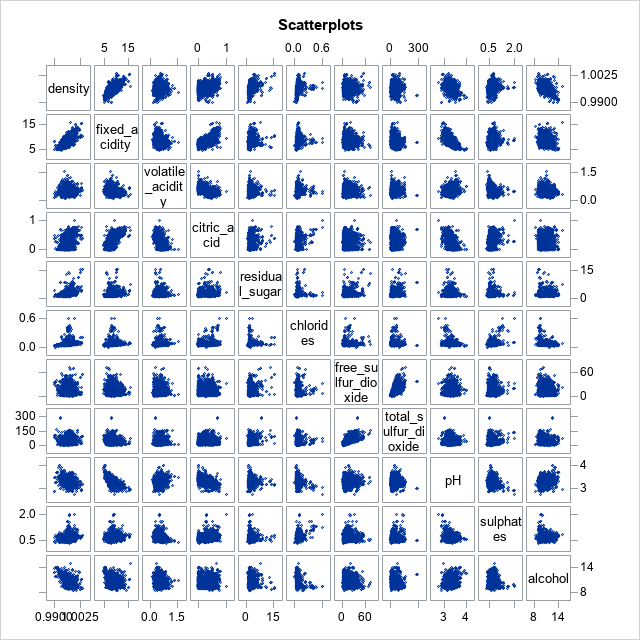 Scatterplots
5 15 0 1 0.0 0.6 0 300 0.5 2.0
density
1.0025
0.9900
15
5
fixed_a
cidity
volatile
_acidit
y
1.5
0.0
1
0
citric_a
cid
residua
l_sugar
15
0
0.6
0.0
chlorid
es
free_su
lfur_dio
xide
60
0
300
150
0
total_s
ulfur_di
oxide
pH
4
3
2.0
0.5
sulphat
es
alcohol
14
8
0.9900 1.0025 0.0 1.5 0 15 0 60 3 4 8 14